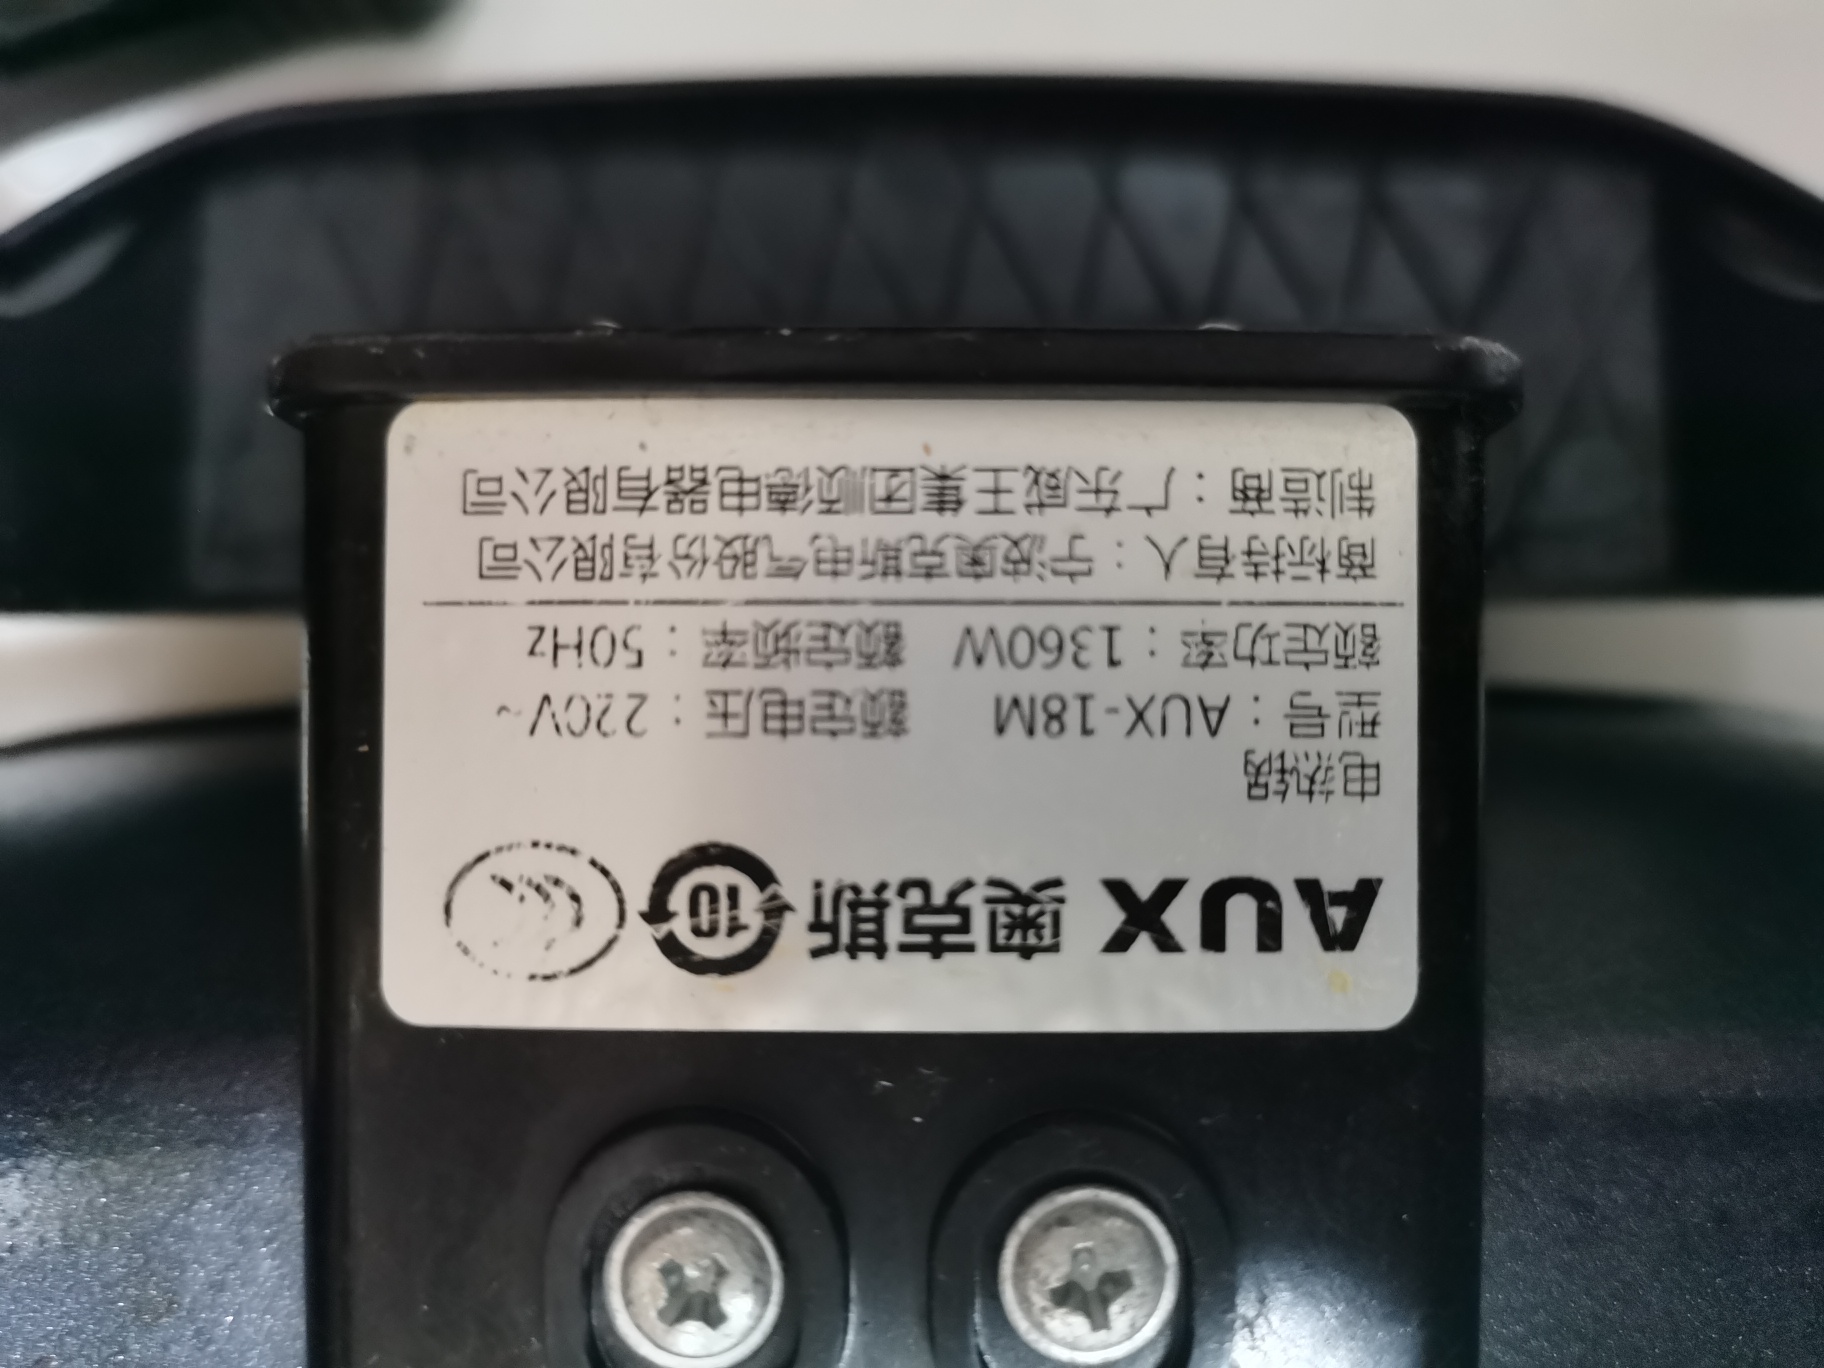 AUX 奥克斯 10
电热锅
型号：AUX-18M 额定电压：220V~
额定功率：1360W 额定频率：50Hz
商标持有人：宁波奥克斯电气股份有限公司
制造商：广东威王集团顺德电器有限公司